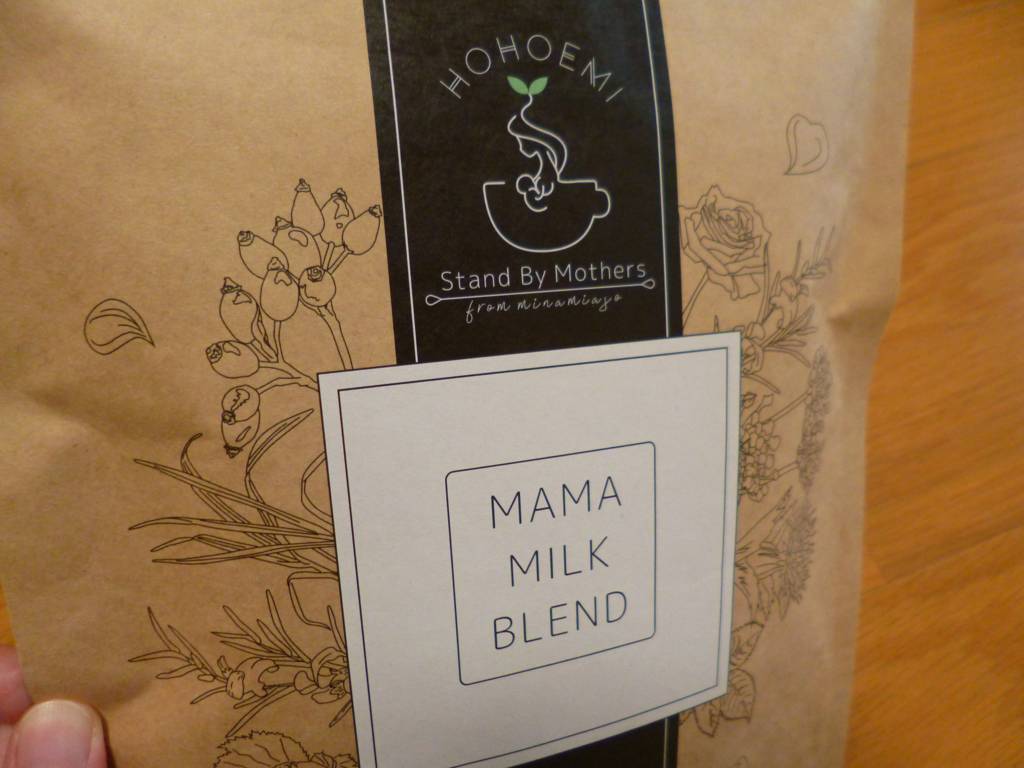 HOHOEMI
Stand By Mothers
from minamiaso
MAMA
MILK
BLEND